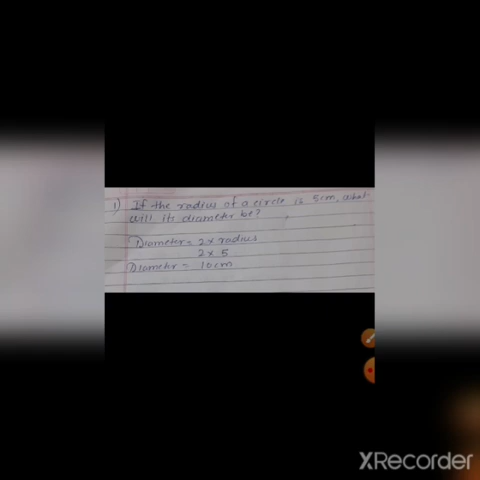 1) If the radius of a circle is 5cm, what
will its diameter be?
Diameter = 2 × radius
2 × 5
Diameter = 10cm
XRecorder